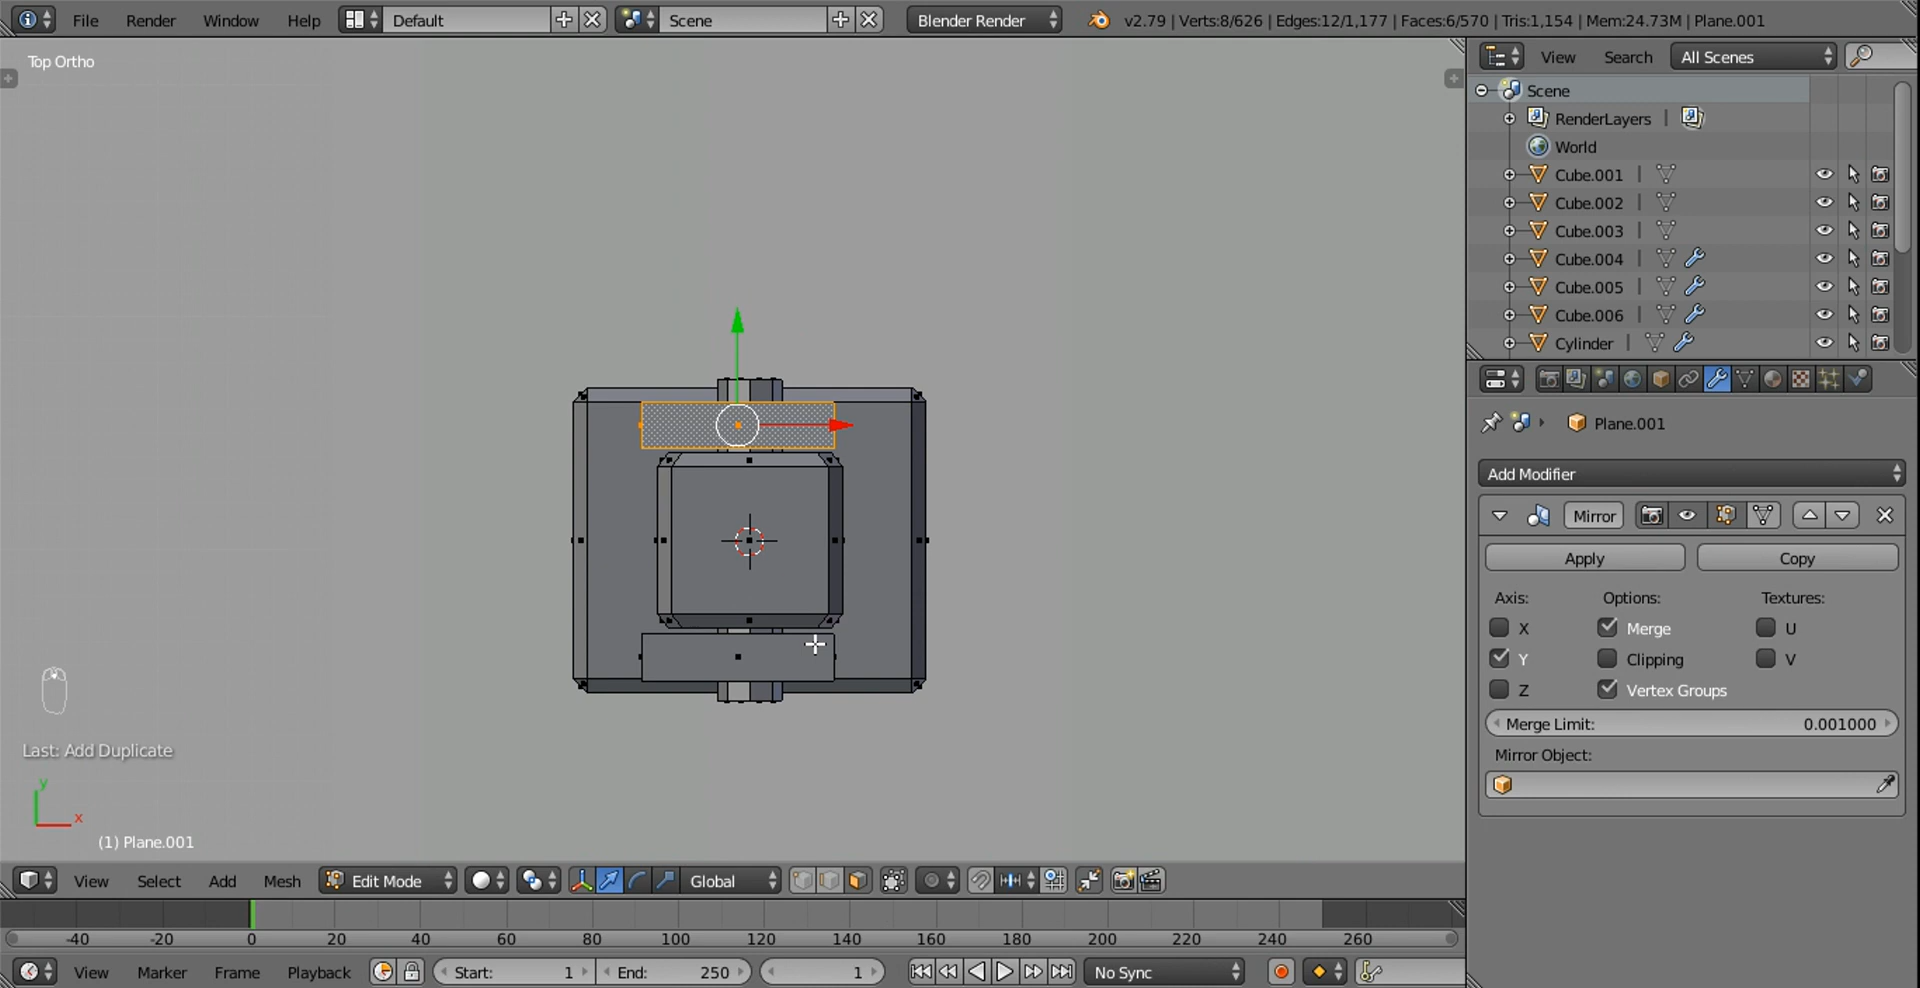 File Render Window Help Default Scene Blender Render v2.79 | Verts:8/626 | Edges:12/1,177 | Faces:6/570 | Tris:1,154 | Mem:24.73M | Plane.001
Top Ortho
View Search All Scenes
Scene
RenderLayers
World
Cube.001
Cube.002
Cube.003
Cube.004
Cube.005
Cube.006
Cylinder
Plane.001
Add Modifier
Mirror
Apply Copy
Axis: Options: Textures:
X Merge U
Y Clipping V
Z Vertex Groups
Merge Limit: 0.001000
Mirror Object:
Last: Add Duplicate
y
x
(1) Plane.001
View Select Add Mesh Edit Mode Global
-40 -20 0 20 40 60 80 100 120 140 160 180 200 220 240 260
View Marker Frame Playback Start: 1 End: 250 1 No Sync